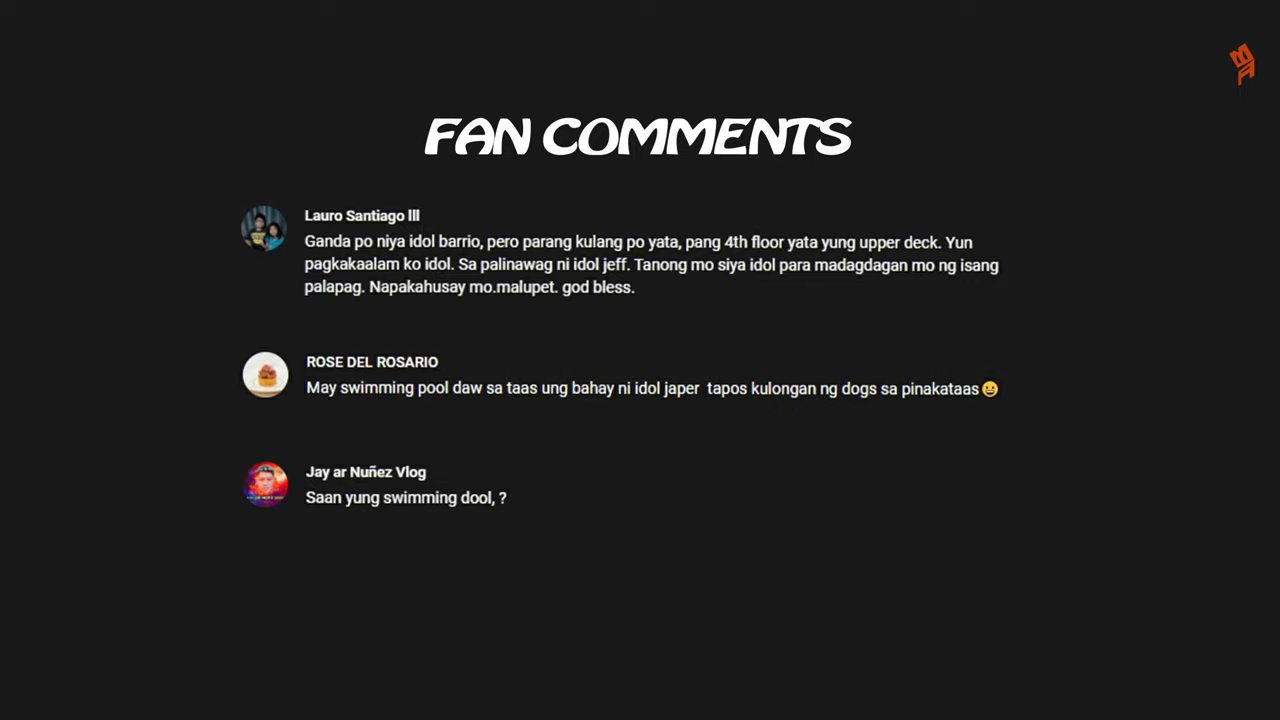 FAN COMMENTS
Lauro Santiago lll
Ganda po niya idol barrio, pero parang kulang po yata, pang 4th floor yata yung upper deck. Yun
pagkakaalam ko idol. Sa palinawag ni idol jeff. Tanong mo siya idol para madagdagan mo ng isang
palapag. Napakahusay mo.malupet. god bless.
ROSE DEL ROSARIO
May swimming pool daw sa taas ung bahay ni idol japer  tapos kulongan ng dogs sa pinakataas😀
Jay ar Nuñez Vlog
Saan yung swimming dool, ?